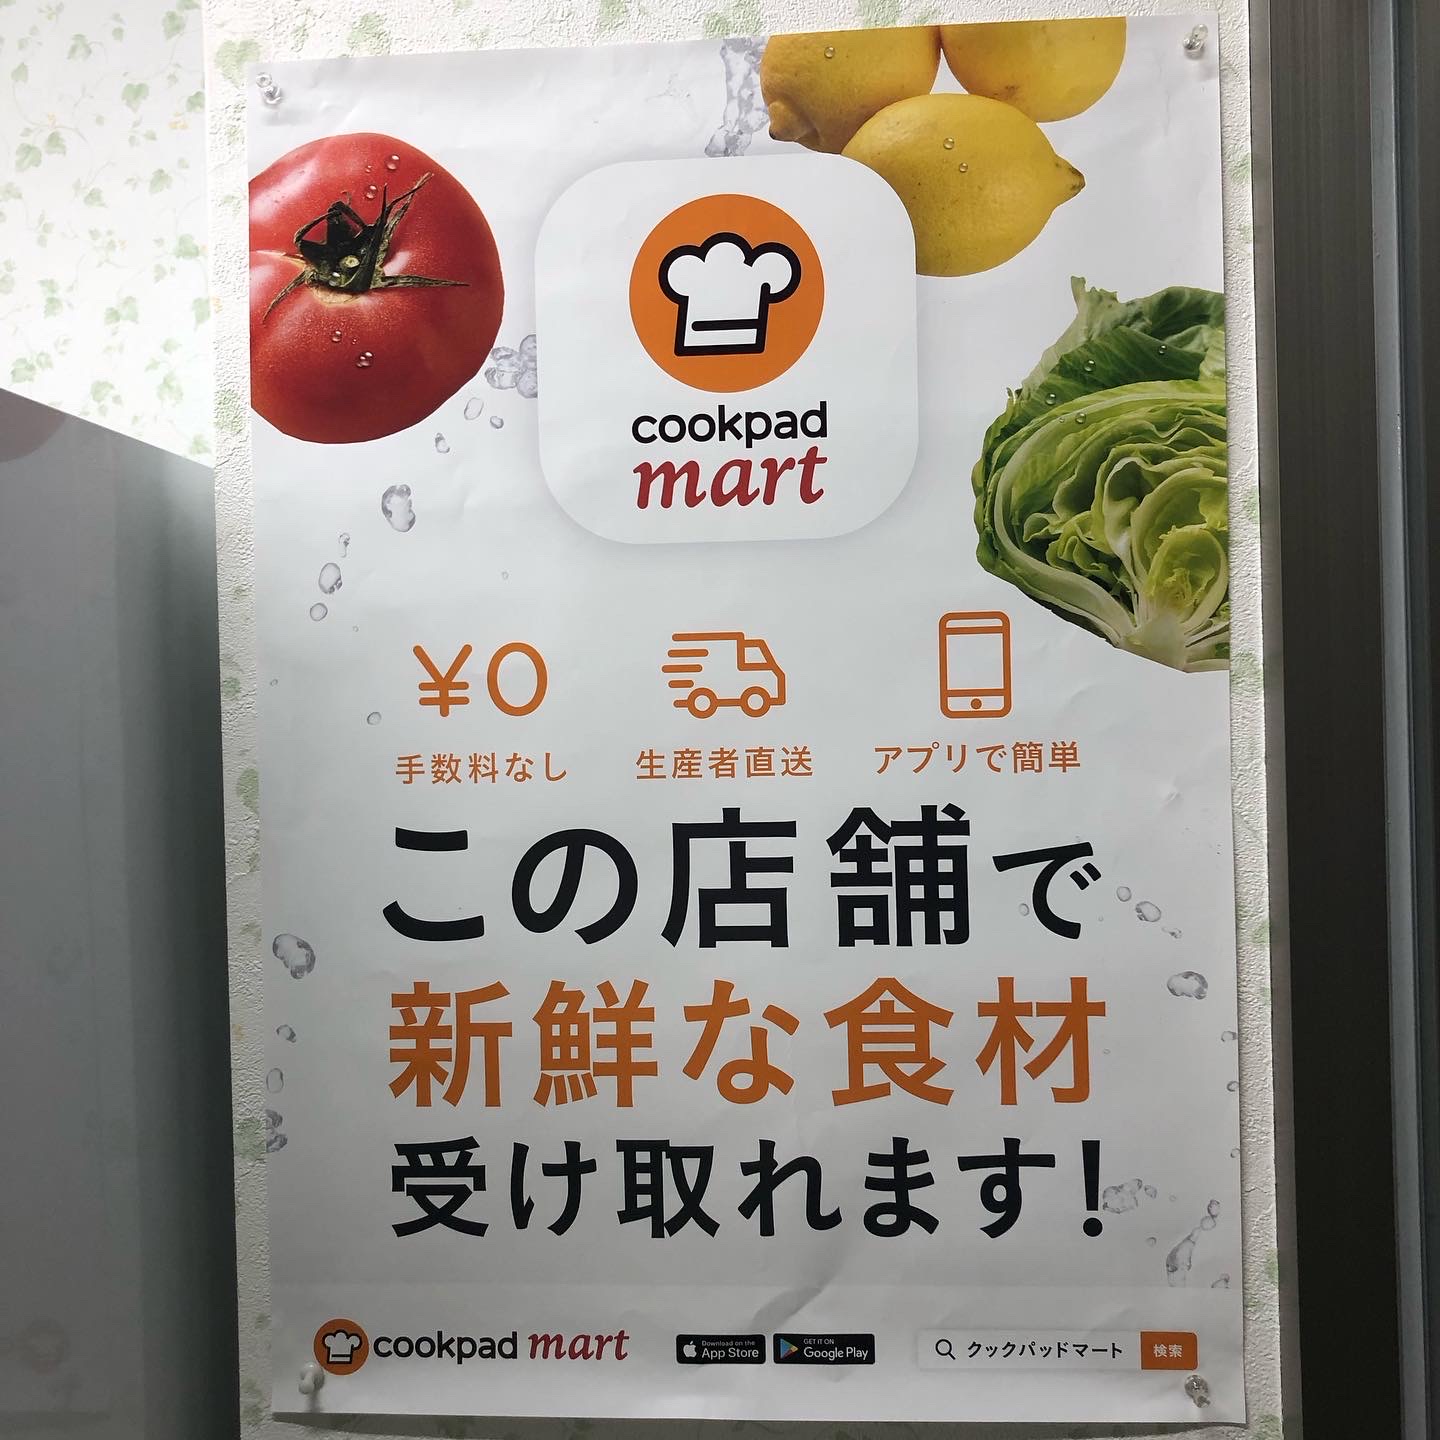 cookpad
mart
¥0
手数料なし
生産者直送
アプリで簡単
この店舗で
新鮮な食材
受け取れます!
cookpad mart
Download on the
App Store
GET IT ON
Google Play
クックパッドマート
検索